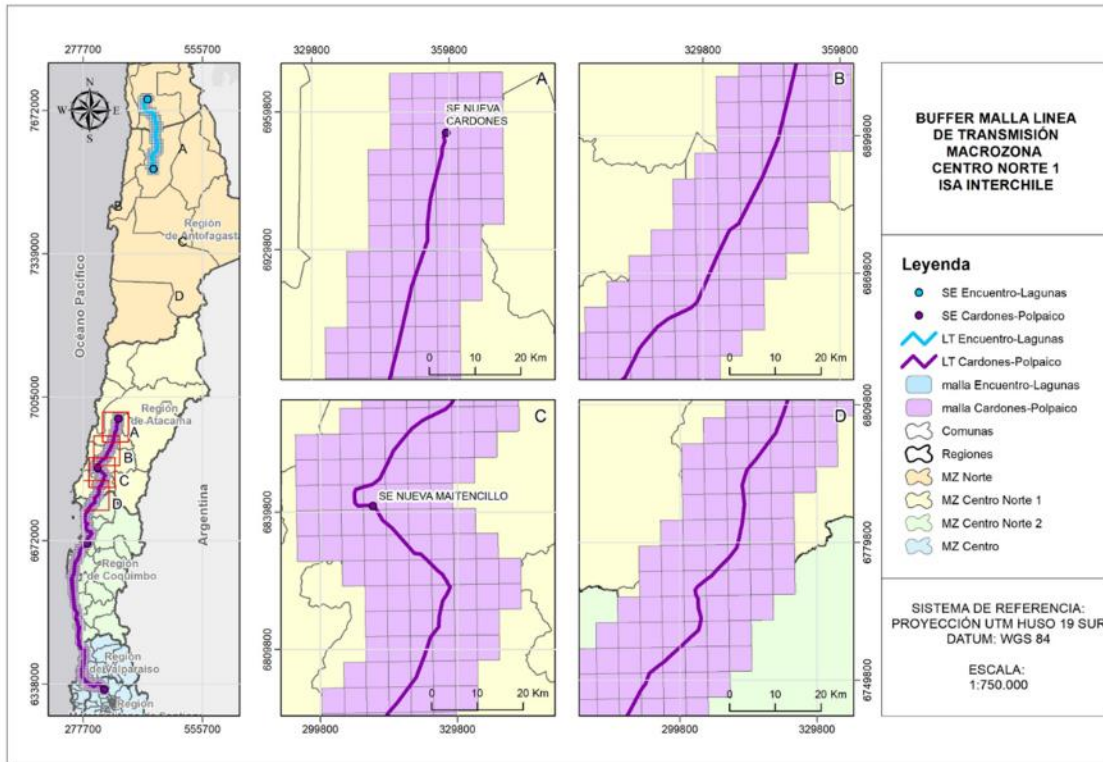 277700
555700
N
W
E
S
7672000
7339000
7005000
6672000
6338000
A
B
Región
de Antofagasta
C
D
Océano Pacífico
Región
de Atacama
A
B
C
D
Argentina
Región
de Coquimbo
Región
de Valparaíso
Región
277700
555700
329800
359800
A
SE NUEVA
CARDONES
6959800
6929800
0 10 20 Km
329800
359800
B
6899800
6869800
0 10 20 Km
C
SE NUEVA MAITENCILLO
6839800
6809800
0 10 20 Km
299800
329800
D
6809800
6779800
6749800
0 10 20 Km
299800
329800
BUFFER MALLA LINEA
DE TRANSMISIÓN
MACROZONA
CENTRO NORTE 1
ISA INTERCHILE
Leyenda
SE Encuentro-Lagunas
SE Cardones-Polpaico
LT Encuentro-Lagunas
LT Cardones-Polpaico
malla Encuentro-Lagunas
malla Cardones-Polpaico
Comunas
Regiones
MZ Norte
MZ Centro Norte 1
MZ Centro Norte 2
MZ Centro
SISTEMA DE REFERENCIA:
PROYECCIÓN UTM HUSO 19 SUR
DATUM: WGS 84
ESCALA:
1:750.000